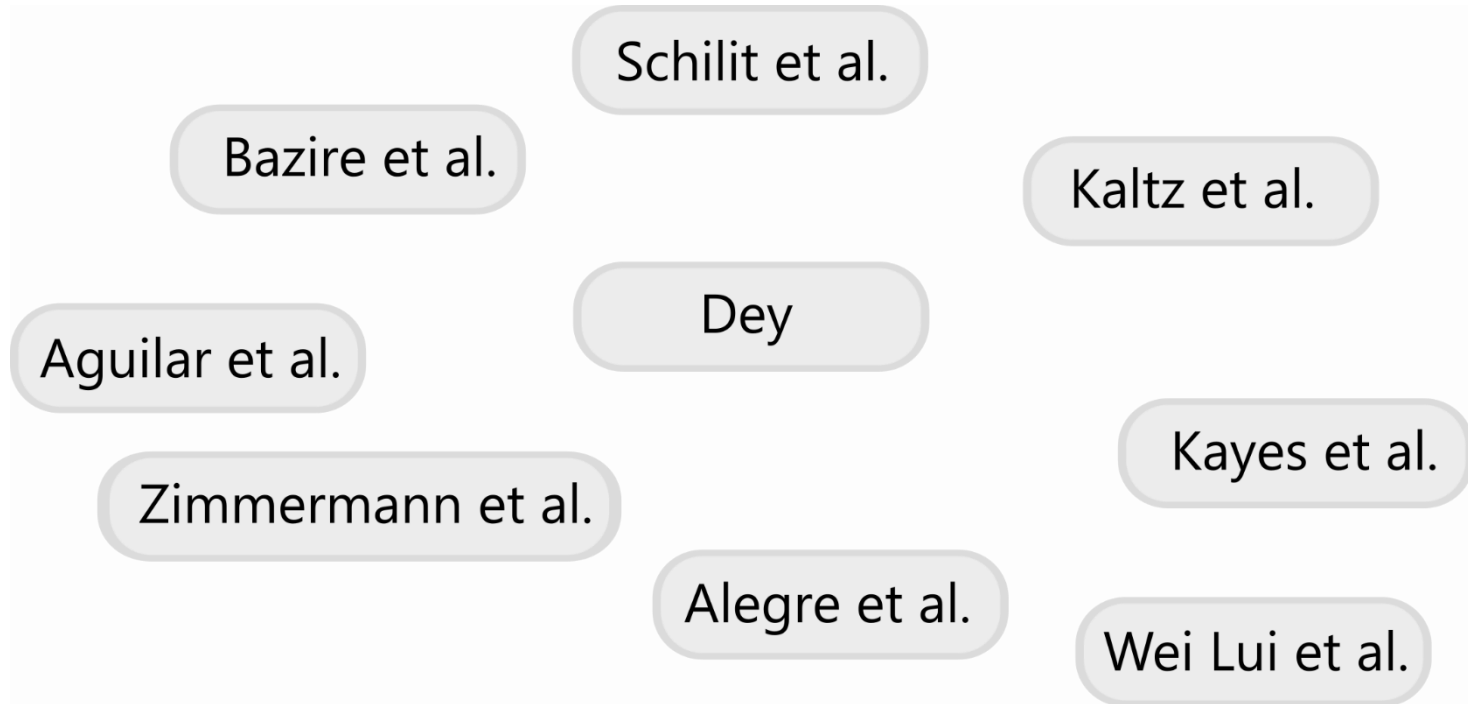 Schilit et al.
Bazire et al.
Kaltz et al.
Dey
Aguilar et al.
Kayes et al.
Zimmermann et al.
Alegre et al.
Wei Lui et al.